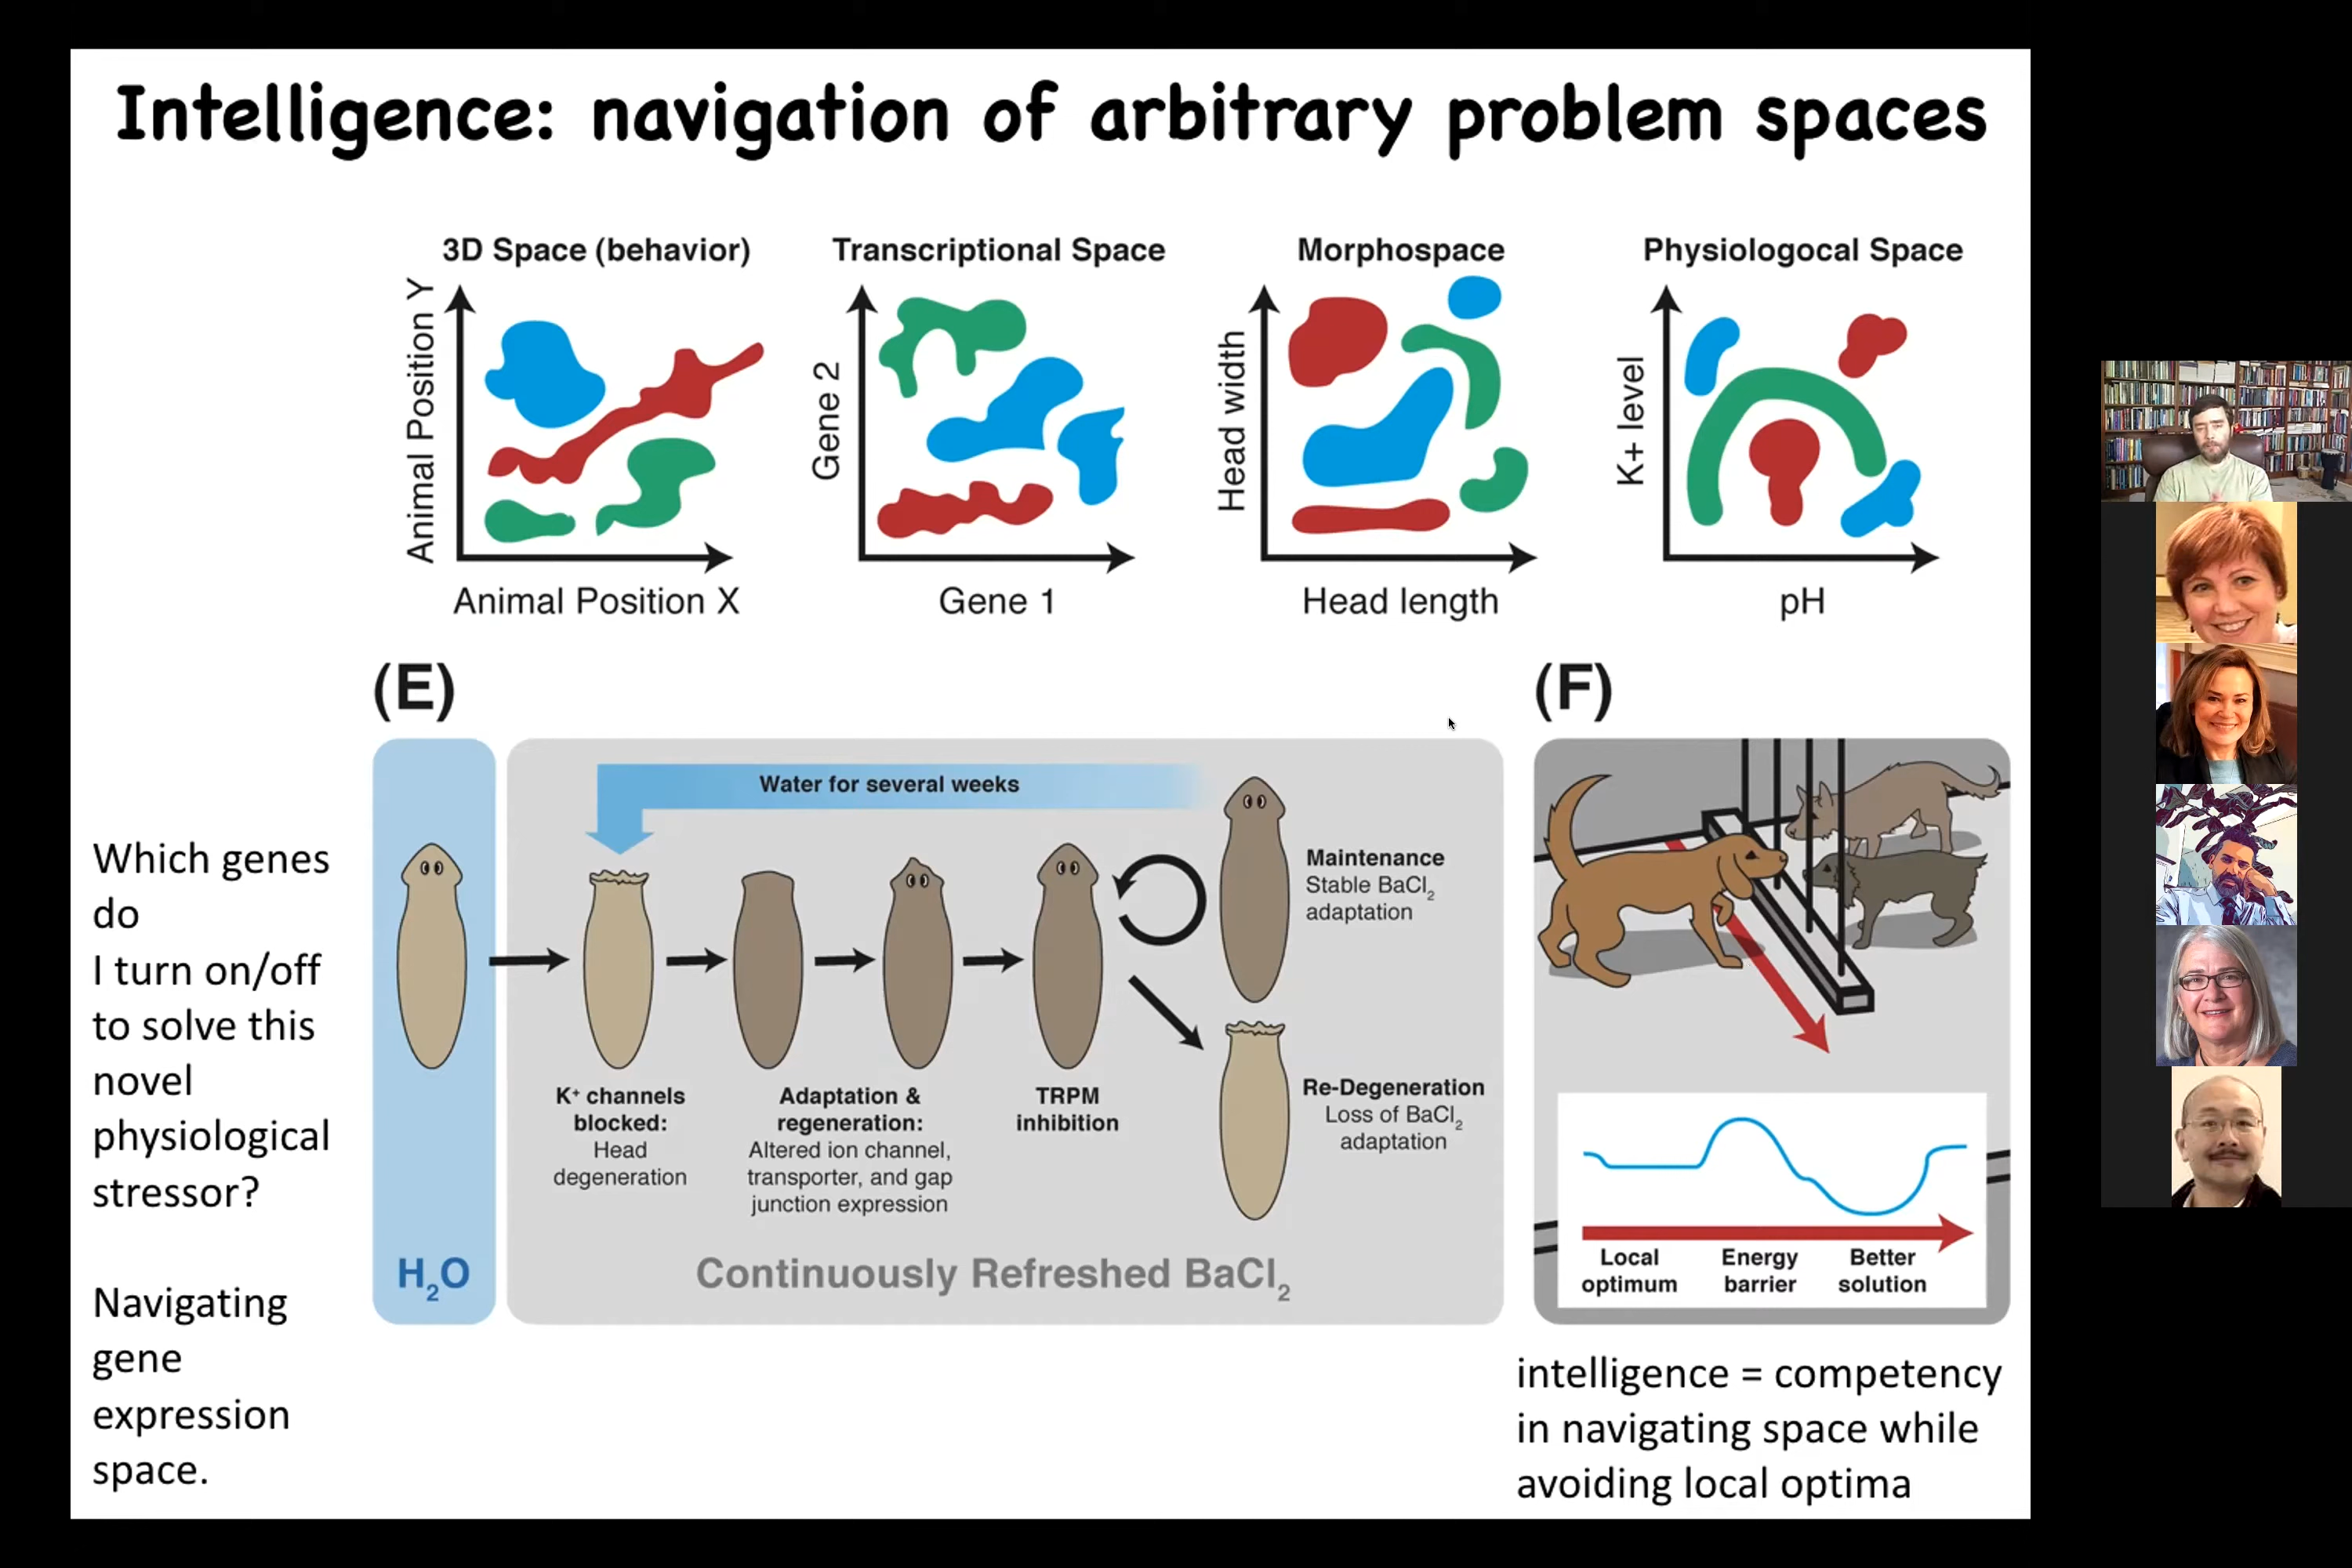 Intelligence: navigation of arbitrary problem spaces
3D Space (behavior)
Animal Position Y
Animal Position X
Transcriptional Space
Gene 2
Gene 1
Morphospace
Head width
Head length
Physiologocal Space
K+ level
pH
Which genes
do
I turn on/off
to solve this
novel
physiological
stressor?
Navigating
gene
expression
space.
(E)
Water for several weeks
Maintenance
Stable BaCl₂
adaptation
K⁺ channels
blocked:
Head
degeneration
Adaptation &
regeneration:
Altered ion channel,
transporter, and gap
junction expression
TRPM
inhibition
Re-Degeneration
Loss of BaCl₂
adaptation
H₂O
Continuously Refreshed BaCl₂
(F)
Local
optimum
Energy
barrier
Better
solution
intelligence = competency
in navigating space while
avoiding local optima